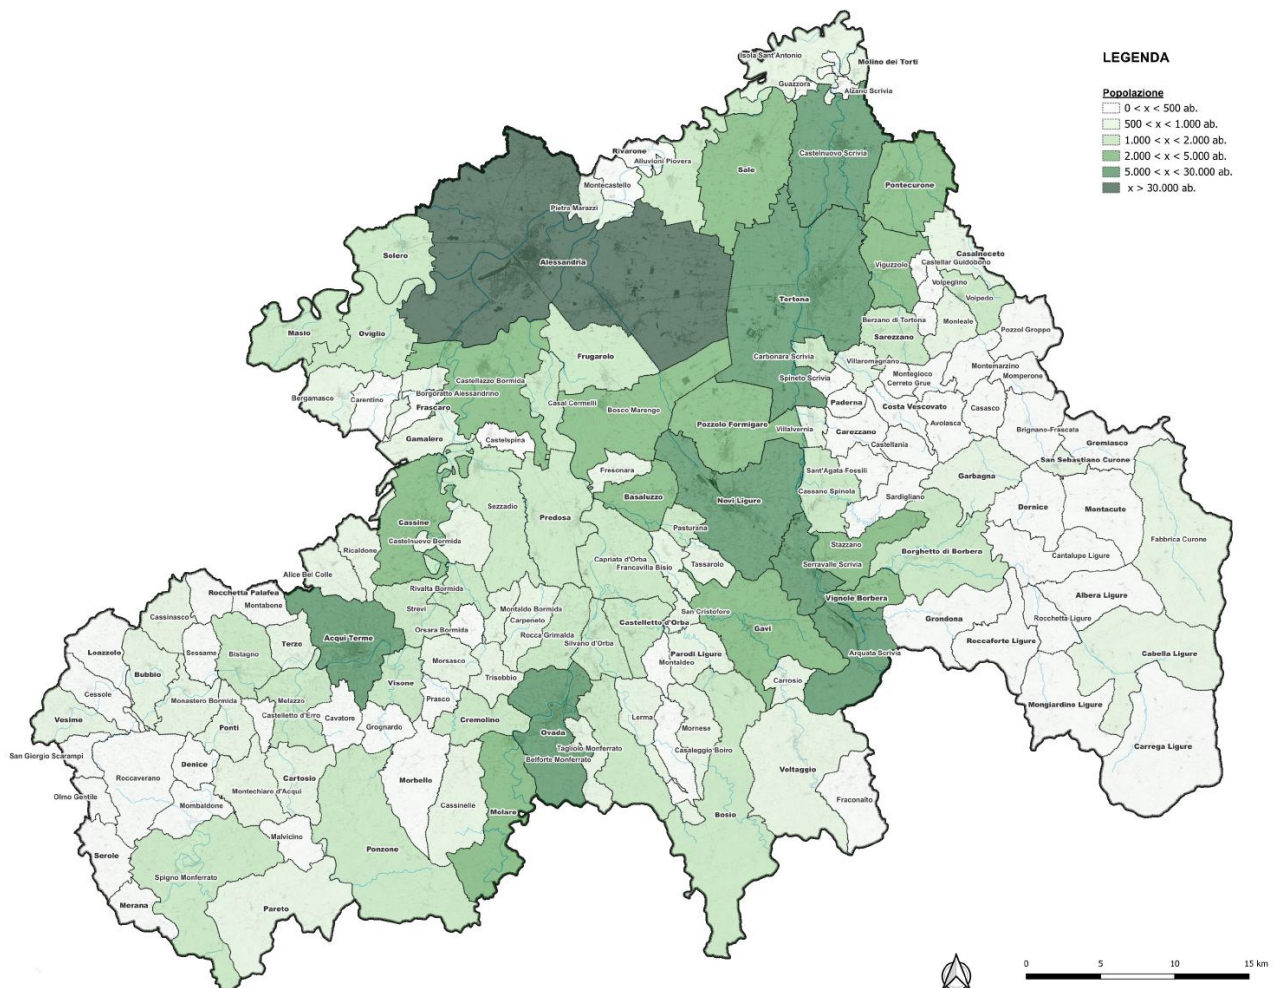 LEGENDA
Popolazione
0 < x < 500 ab.
500 < x < 1.000 ab.
1.000 < x < 2.000 ab.
2.000 < x < 5.000 ab.
5.000 < x < 30.000 ab.
x > 30.000 ab.
Isola Sant'Antonio
Molino dei Torti
Guazzora
Alzano Scrivia
Rivarone
Alluvioni Piovera
Castelnuovo Scrivia
Sale
Pontecurone
Montecastello
Pietra Marazzi
Solero
Alessandria
Casalnoceto
Castellar Guidobono
Viguzzolo
Volpeglino
Volpedo
Tortona
Berzano di Tortona
Monleale
Pozzol Groppo
Masio
Oviglio
Sarezzano
Frugarolo
Carbonara Scrivia
Villaromagnano
Montemarzino
Montegioco
Momperone
Castellazzo Bormida
Spineto Scrivia
Cerreto Grue
Bergamasco
Carentino
Borgoratto Alessandrino
Frascaro
Casal Cermelli
Bosco Marengo
Paderna
Costa Vescovato
Casasco
Pozzolo Formigaro
Villalvernia
Avolasca
Brignano-Frascata
Gamalero
Castelspina
Carezzano
Castellania
Gremiasco
San Sebastiano Curone
Fresonara
Sant'Agata Fossili
Garbagna
Cassano Spinola
Sardigliano
Basaluzzo
Novi Ligure
Sezzadio
Predosa
Dernice
Montacuto
Cassine
Pasturana
Castelnuovo Bormida
Stazzano
Borghetto di Borbera
Fabbrica Curone
Ricaldone
Capriata d'Orba
Francavilla Bisio
Tassarolo
Serravalle Scrivia
Cantalupo Ligure
Alice Bel Colle
Rivalta Bormida
Rocchetta Palafea
Montabone
Vignole Borbera
Albera Ligure
Strevi
Montaldo Bormida
Carpeneto
San Cristoforo
Castelletto d'Orba
Gavi
Grondona
Rocchetta Ligure
Cassinasco
Orsara Bormida
Rocca Grimalda
Silvano d'Orba
Roccaforte Ligure
Acqui Terme
Terzo
Loazzolo
Sessame
Bistagno
Parodi Ligure
Montaldeo
Arquata Scrivia
Cabella Ligure
Bubbio
Morsasco
Trisobbio
Visone
Carrosio
Cessole
Monastero Bormida
Melazzo
Prasco
Vesime
Castelletto d'Erro
Cavatore
Grognardo
Cremolino
Lerma
Mornese
Mongiardino Ligure
Ponti
Ovada
Tagliolo Monferrato
Casaleggio Boiro
Carrega Ligure
San Giorgio Scarampi
Belforte Monferrato
Denice
Roccaverano
Cartosio
Morbello
Voltaggio
Montechiaro d'Acqui
Olmo Gentile
Mombaldone
Cassinelle
Molare
Bosio
Fraconalto
Malvicino
Serole
Ponzone
Spigno Monferrato
Merana
Pareto
0 5 10 15 km